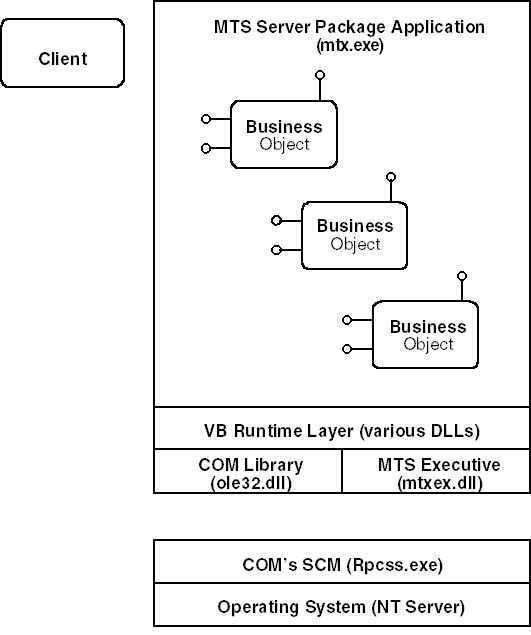 Client
MTS Server Package Application
(mtx.exe)
Business
Object
Business
Object
Business
Object
VB Runtime Layer (various DLLs)
COM Library
(ole32.dll)
MTS Executive
(mtxex.dll)
COM's SCM (Rpcss.exe)
Operating System (NT Server)